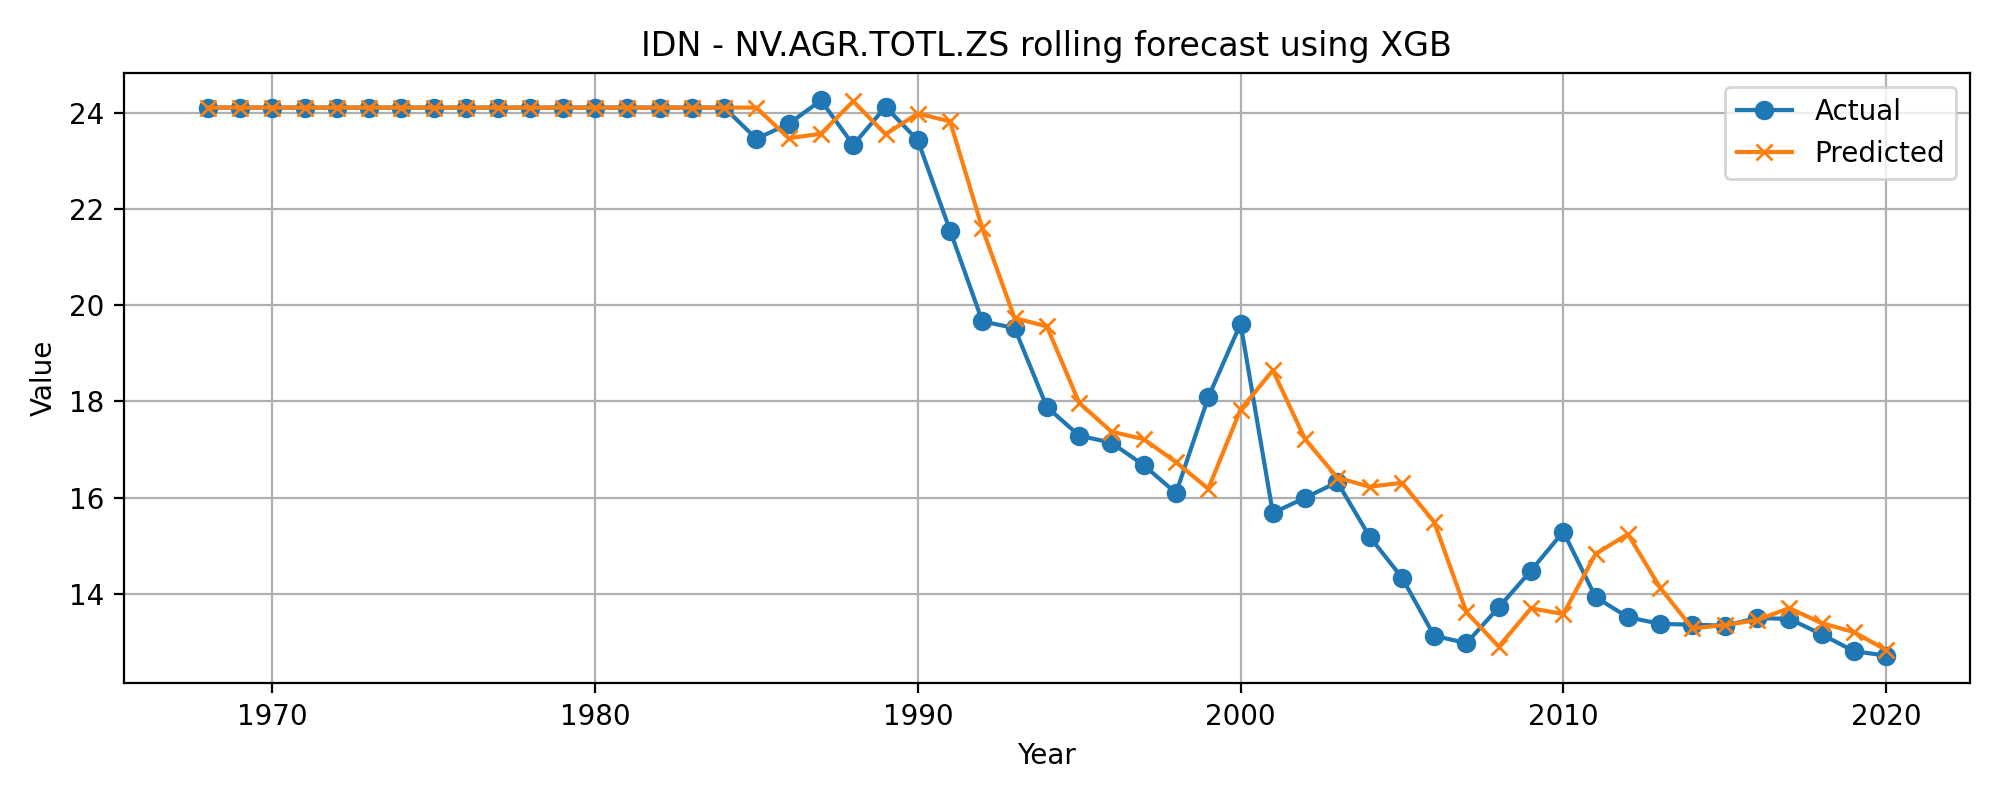 IDN - NV.AGR.TOTL.ZS rolling forecast using XGB
Actual
Predicted
24
22
20
18
16
14
Value
1970 1980 1990 2000 2010 2020
Year